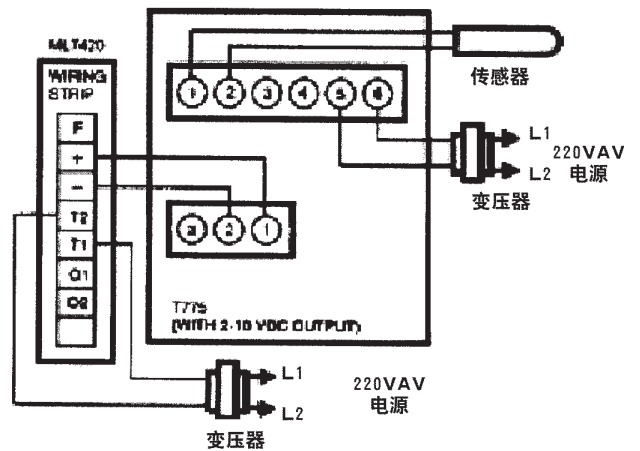 MLT420
WIRING
STRIP
F
+
−
T2
T1
① ② ③ ④ ⑤ ⑥
传感器
L1
L2
220VAV
电源
变压器
③ ② ①
T775
(WITH 2-10 VDC OUTPUT)
L1
L2
220VAV
电源
变压器